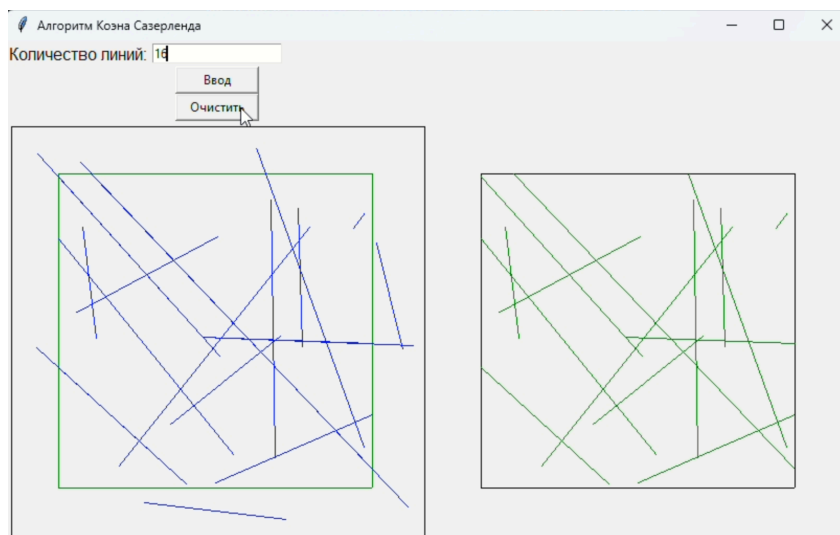 Алгоритм Коэна Сазерленда
Количество линий: 16
Ввод
Очистить